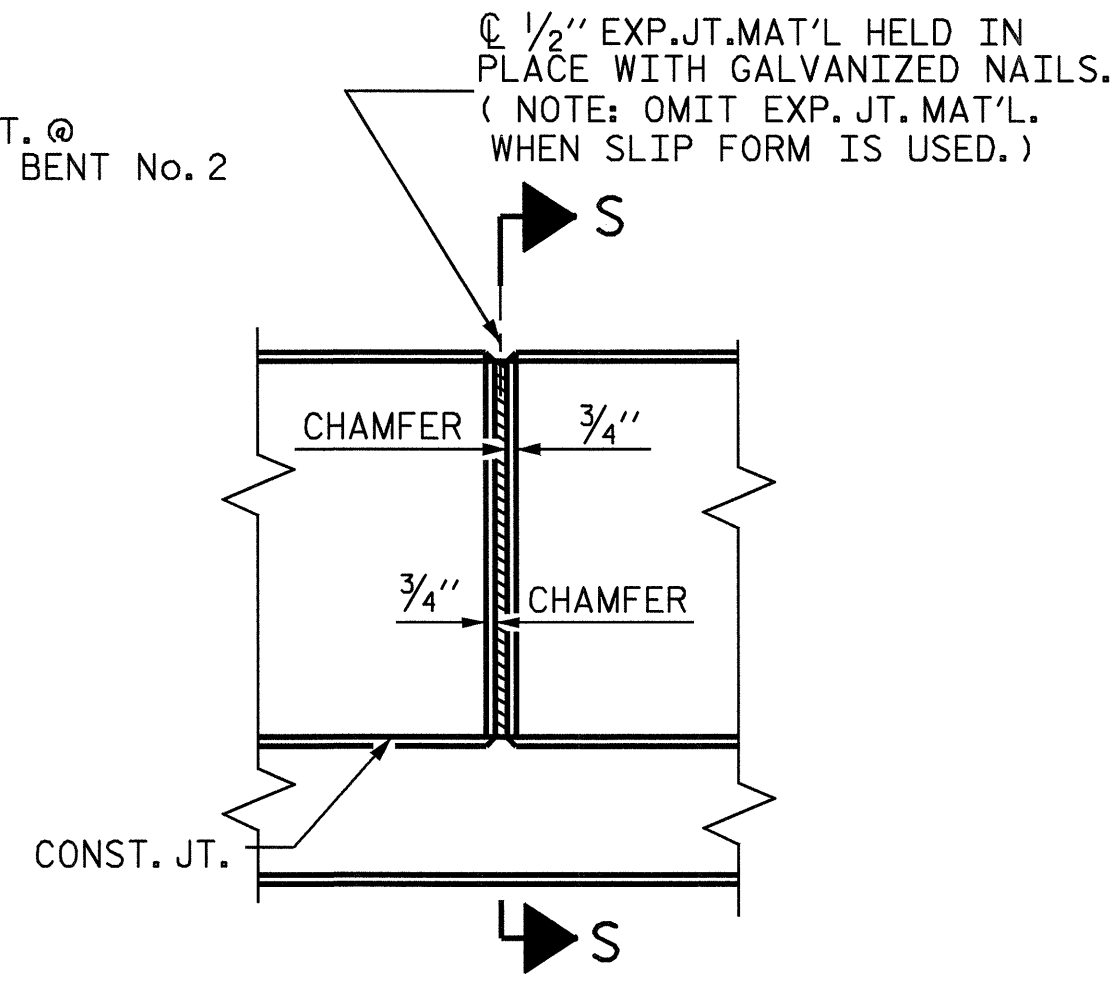 ℄ 1/2" EXP.JT.MAT'L HELD IN
PLACE WITH GALVANIZED NAILS.
( NOTE: OMIT EXP. JT. MAT'L.
WHEN SLIP FORM IS USED.)
T. @
BENT No. 2
S
CHAMFER
3/4"
3/4"
CHAMFER
CONST. JT.
S